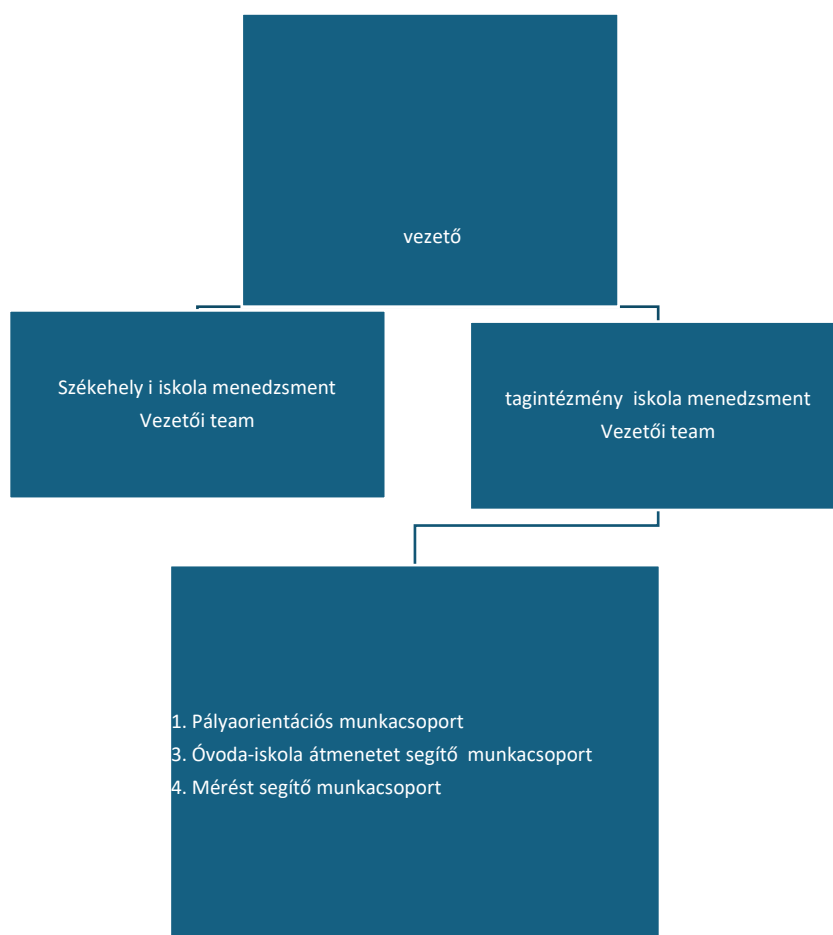 vezető
Székehely i iskola menedzsment
Vezetői team
tagintézmény  iskola menedzsment
Vezetői team
1. Pályaorientációs munkacsoport
3. Óvoda-iskola átmenetet segítő  munkacsoport
4. Mérést segítő munkacsoport